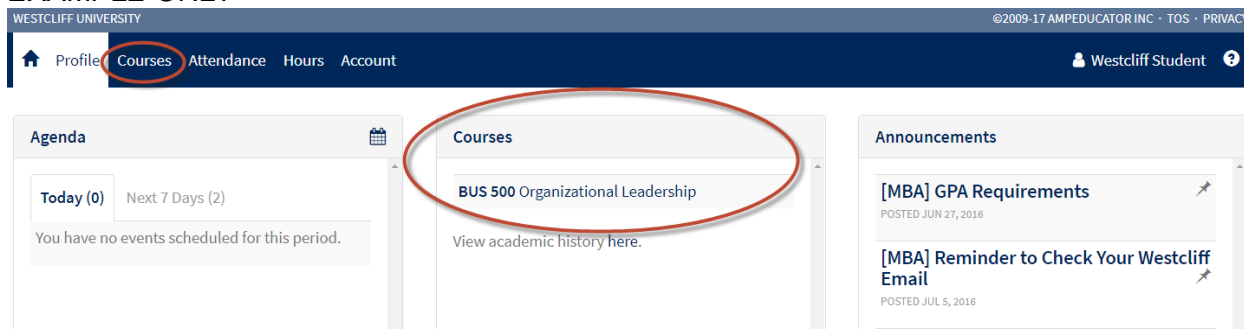 WESTCLIFF UNIVERSITY ©2009-17 AMPEDUCATOR INC · TOS · PRIVACY
Profile Courses Attendance Hours Account Westcliff Student ?
Agenda
Today (0) Next 7 Days (2)
You have no events scheduled for this period.
Courses
BUS 500 Organizational Leadership
View academic history here.
Announcements
[MBA] GPA Requirements
POSTED JUN 27, 2016
[MBA] Reminder to Check Your Westcliff
Email
POSTED JUL 5, 2016